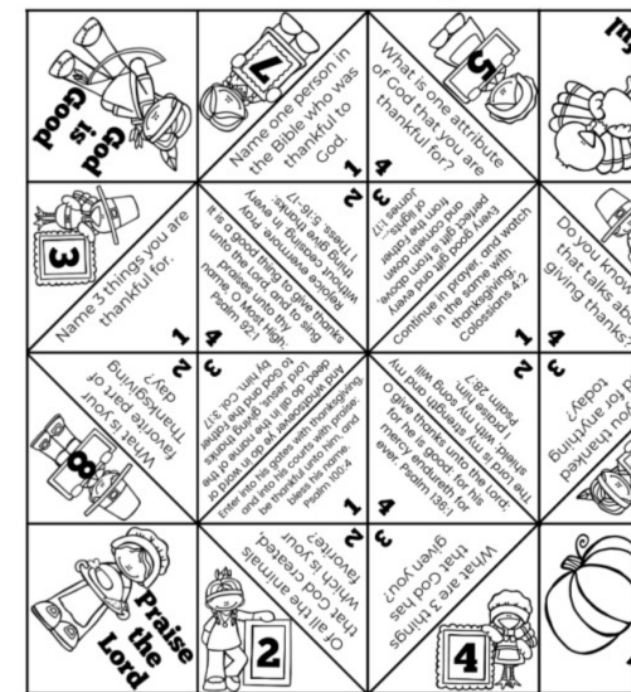 God
is
Good
7
Name one person in
the Bible who was
thankful to
God.
1
5
What is one attribute
of God that you are
thankful for?
4
3
Name 3 things you are
thankful for.
1
2
Rejoice evermore. Pray
without ceasing. In every
thing give thanks:
1 Thess. 5:16-17
It is a good thing to give thanks
unto the Lord, and to sing
praises unto thy
name, O Most High:
Psalm 92:1
4
3
Every good gift and every
perfect gift is from above,
and cometh down
from the Father
of lights...
James 1:17
Continue in prayer, and watch
in the same with
thanksgiving;
Colossians 4:2
1
Do you know
that talks abo
giving thanks?
4
2
What is your
favorite part of
Thanksgiving
day?
8
3
And whatsoever ye do in word or
deed, do all in the name of the
Lord Jesus, giving thanks
to God and the Father
by him. Col. 3:17
Enter into his gates with thanksgiving,
and into his courts with praise:
be thankful unto him, and
bless his name.
Psalm 100:4
1
2
The Lord is my strength and my
shield; with my song will
I praise him.
Psalm 28:7
O give thanks unto the Lord;
for he is good: for his
mercy endureth for
ever. Psalm 136:1
4
3
you thanked
d for anything
today?
Praise
the
Lord
2
Of all the animals
that God created,
which is your
favorite?
2
3
What are 3 things
that God has
given you?
4